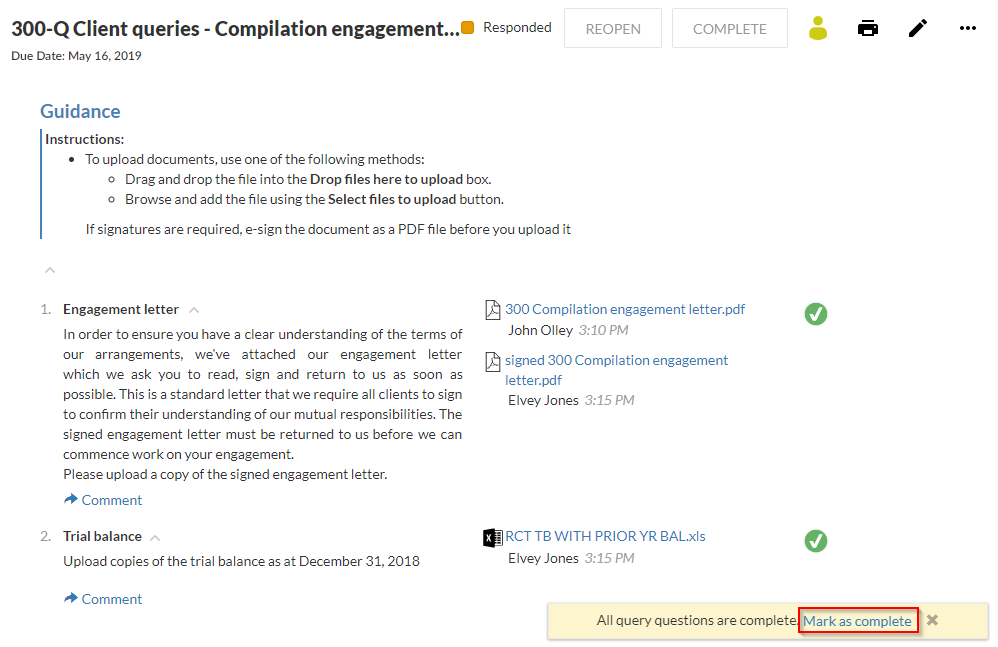 300-Q Client queries - Compilation engagement... Responded REOPEN COMPLETE
Due Date: May 16, 2019
Guidance
Instructions:
• To upload documents, use one of the following methods:
◦ Drag and drop the file into the Drop files here to upload box.
◦ Browse and add the file using the Select files to upload button.
If signatures are required, e-sign the document as a PDF file before you upload it
1. Engagement letter
In order to ensure you have a clear understanding of the terms of
our arrangements, we've attached our engagement letter
which we ask you to read, sign and return to us as soon as
possible. This is a standard letter that we require all clients to sign
to confirm their understanding of our mutual responsibilities. The
signed engagement letter must be returned to us before we can
commence work on your engagement.
Please upload a copy of the signed engagement letter.
Comment
300 Compilation engagement letter.pdf
John Olley 3:10 PM
signed 300 Compilation engagement
letter.pdf
Elvey Jones 3:15 PM
2. Trial balance
Upload copies of the trial balance as at December 31, 2018
Comment
RCT TB WITH PRIOR YR BAL.xls
Elvey Jones 3:15 PM
All query questions are complete. Mark as complete